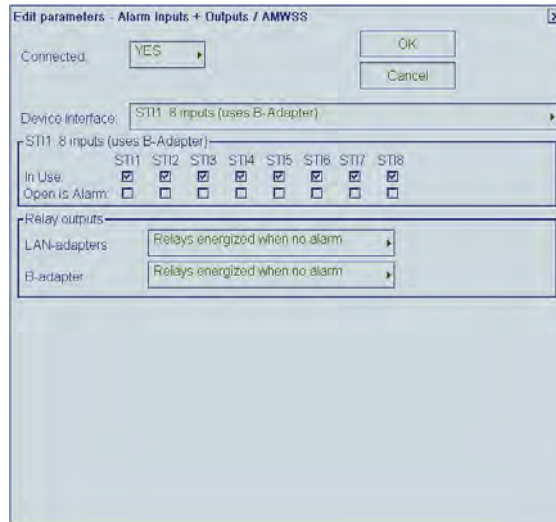 Edit parameters - Alarm Inputs + Outputs / AMWSS
Connected: YES
OK
Cancel
Device interface: STI1 8 inputs (uses B-Adapter)
STI1 8 inputs (uses B-Adapter)
STI1 STI2 STI3 STI4 STI5 STI6 STI7 STI8
In Use:
Open is Alarm:
Relay outputs
LAN-adapters Relays energized when no alarm
B-adapter Relays energized when no alarm